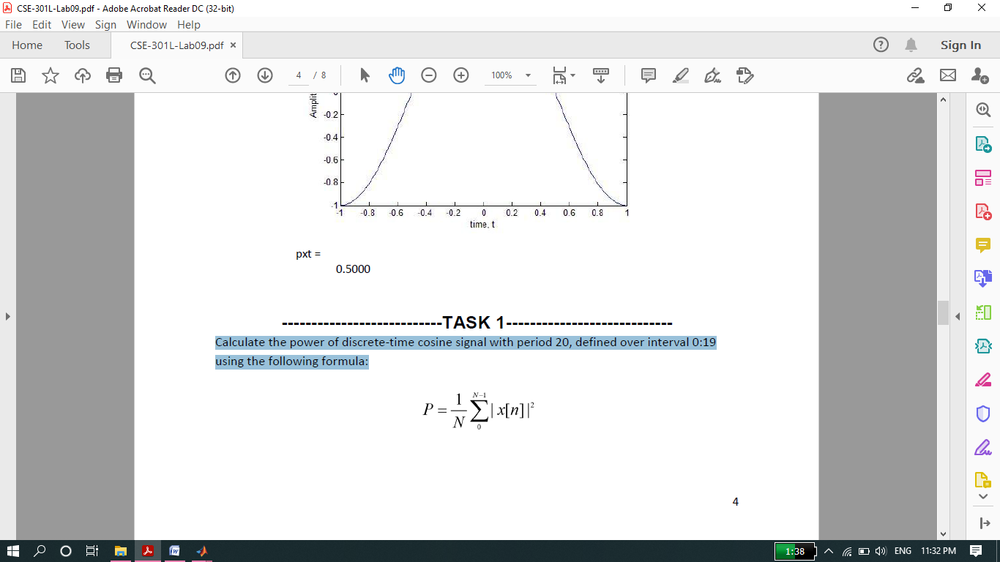 CSE-301L-Lab09.pdf - Adobe Acrobat Reader DC (32-bit)
File Edit View Sign Window Help
Home Tools CSE-301L-Lab09.pdf × Sign In
4 / 8 100%
Amplit
0
-0.2
-0.4
-0.6
-0.8
-1
-1 -0.8 -0.6 -0.4 -0.2 0 0.2 0.4 0.6 0.8 1
time, t
pxt =
0.5000
---------------------------TASK 1----------------------------
Calculate the power of discrete-time cosine signal with period 20, defined over interval 0:19
using the following formula:
P = 1/N ∑_{0}^{N-1} | x[n] |²
4
1:38 ENG 11:32 PM